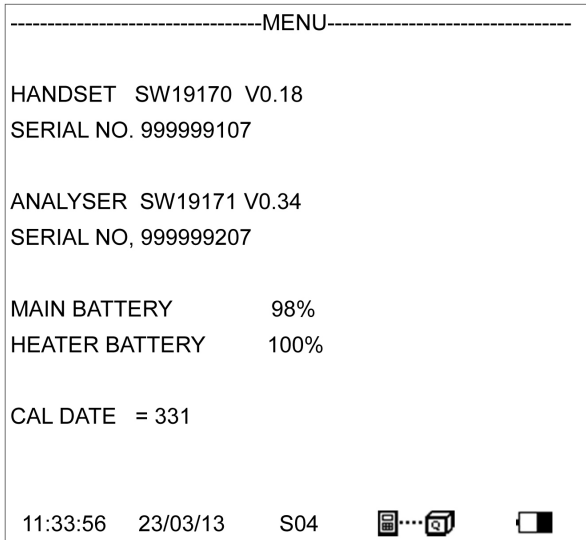 ----------------------------------MENU---------------------------------
HANDSET SW19170 V0.18
SERIAL NO. 999999107
ANALYSER SW19171 V0.34
SERIAL NO, 999999207
MAIN BATTERY 98%
HEATER BATTERY 100%
CAL DATE = 331
11:33:56 23/03/13 S04 Q